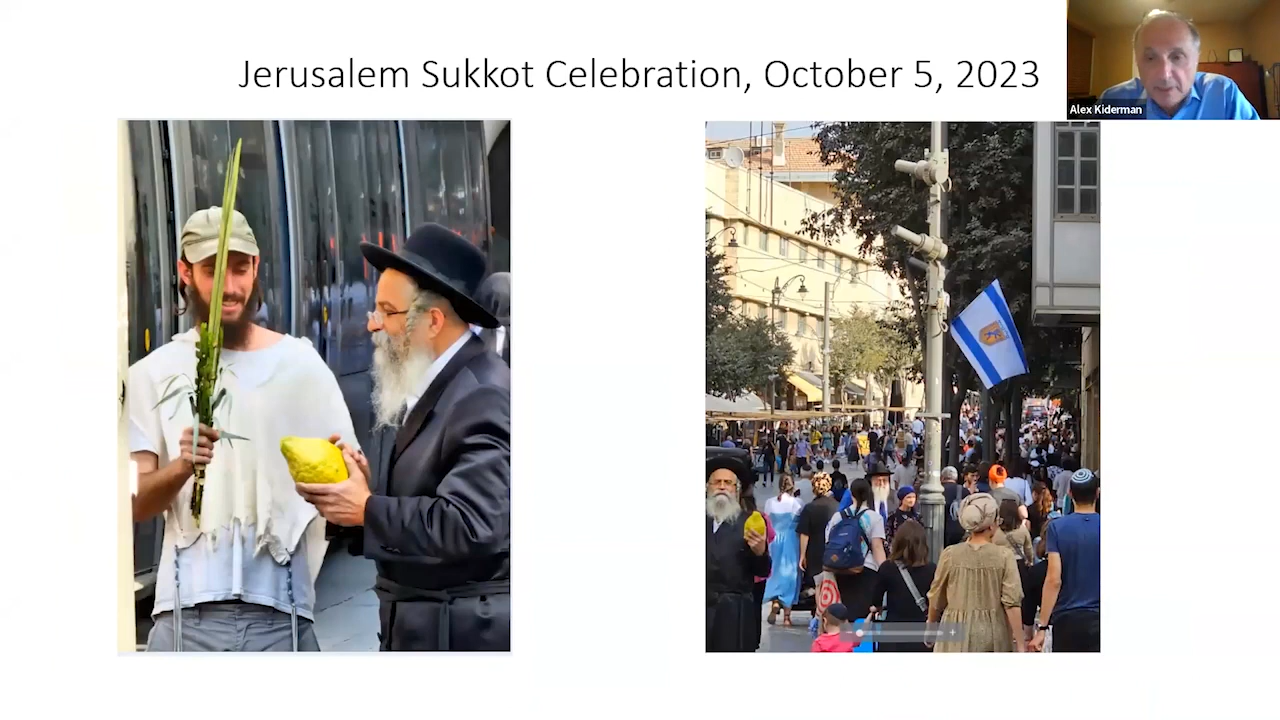 Jerusalem Sukkot Celebration, October 5, 2023
Alex Kiderman